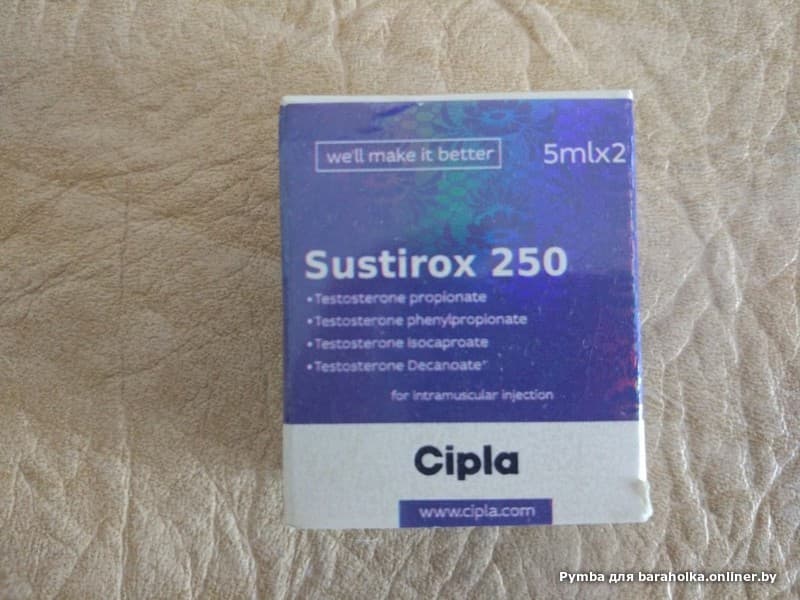 we'll make it better
5mlx2
Sustirox 250
•Testosterone propionate
•Testosterone phenylpropionate
•Testosterone Isocaproate
•Testosterone Decanoate"
for intramuscular injection
Cipla
www.cipla.com
Pymba для baraholka.onliner.by